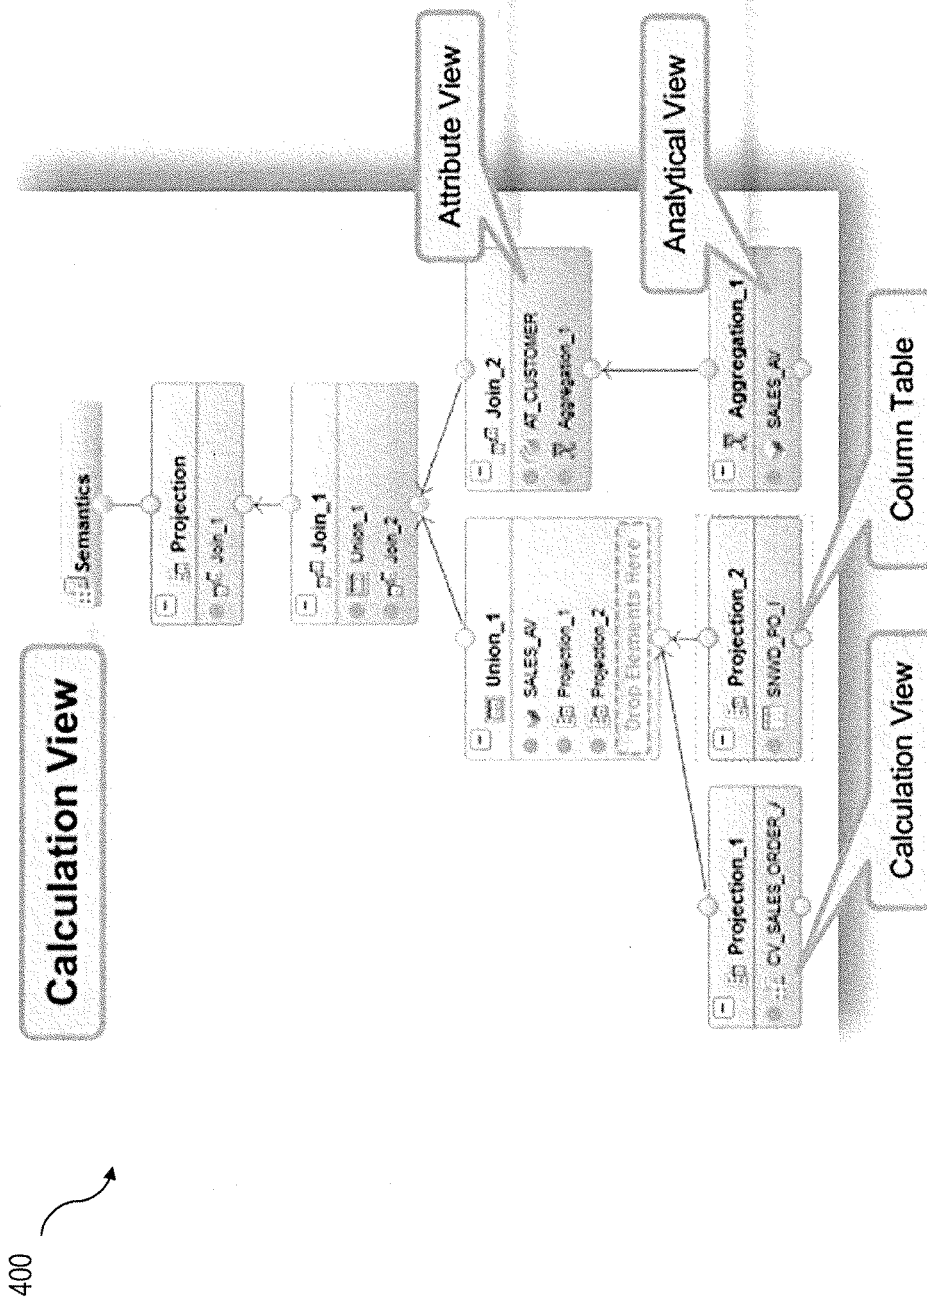 400
Calculation View
Semantics
Projection
Join_1
Join_1
Union_1
Join_2
Union_1
SALES_AV
Projection_1
Projection_2
Drop Elements Here
Join_2
AT_CUSTOMER
Aggregation_1
Attribute View
Projection_1
CV_SALES_ORDER_A
Projection_2
SNWD_PO_I
Aggregation_1
SALES_AV
Analytical View
Calculation View
Column Table